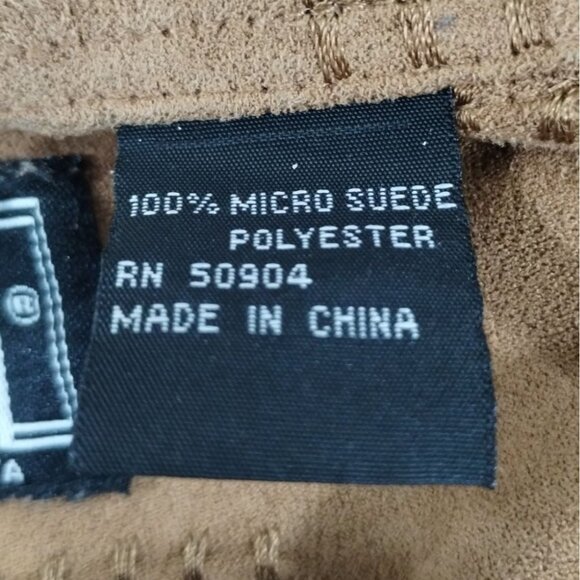 100% MICRO SUEDE
POLYESTER
RN 50904
MADE IN CHINA
®
A